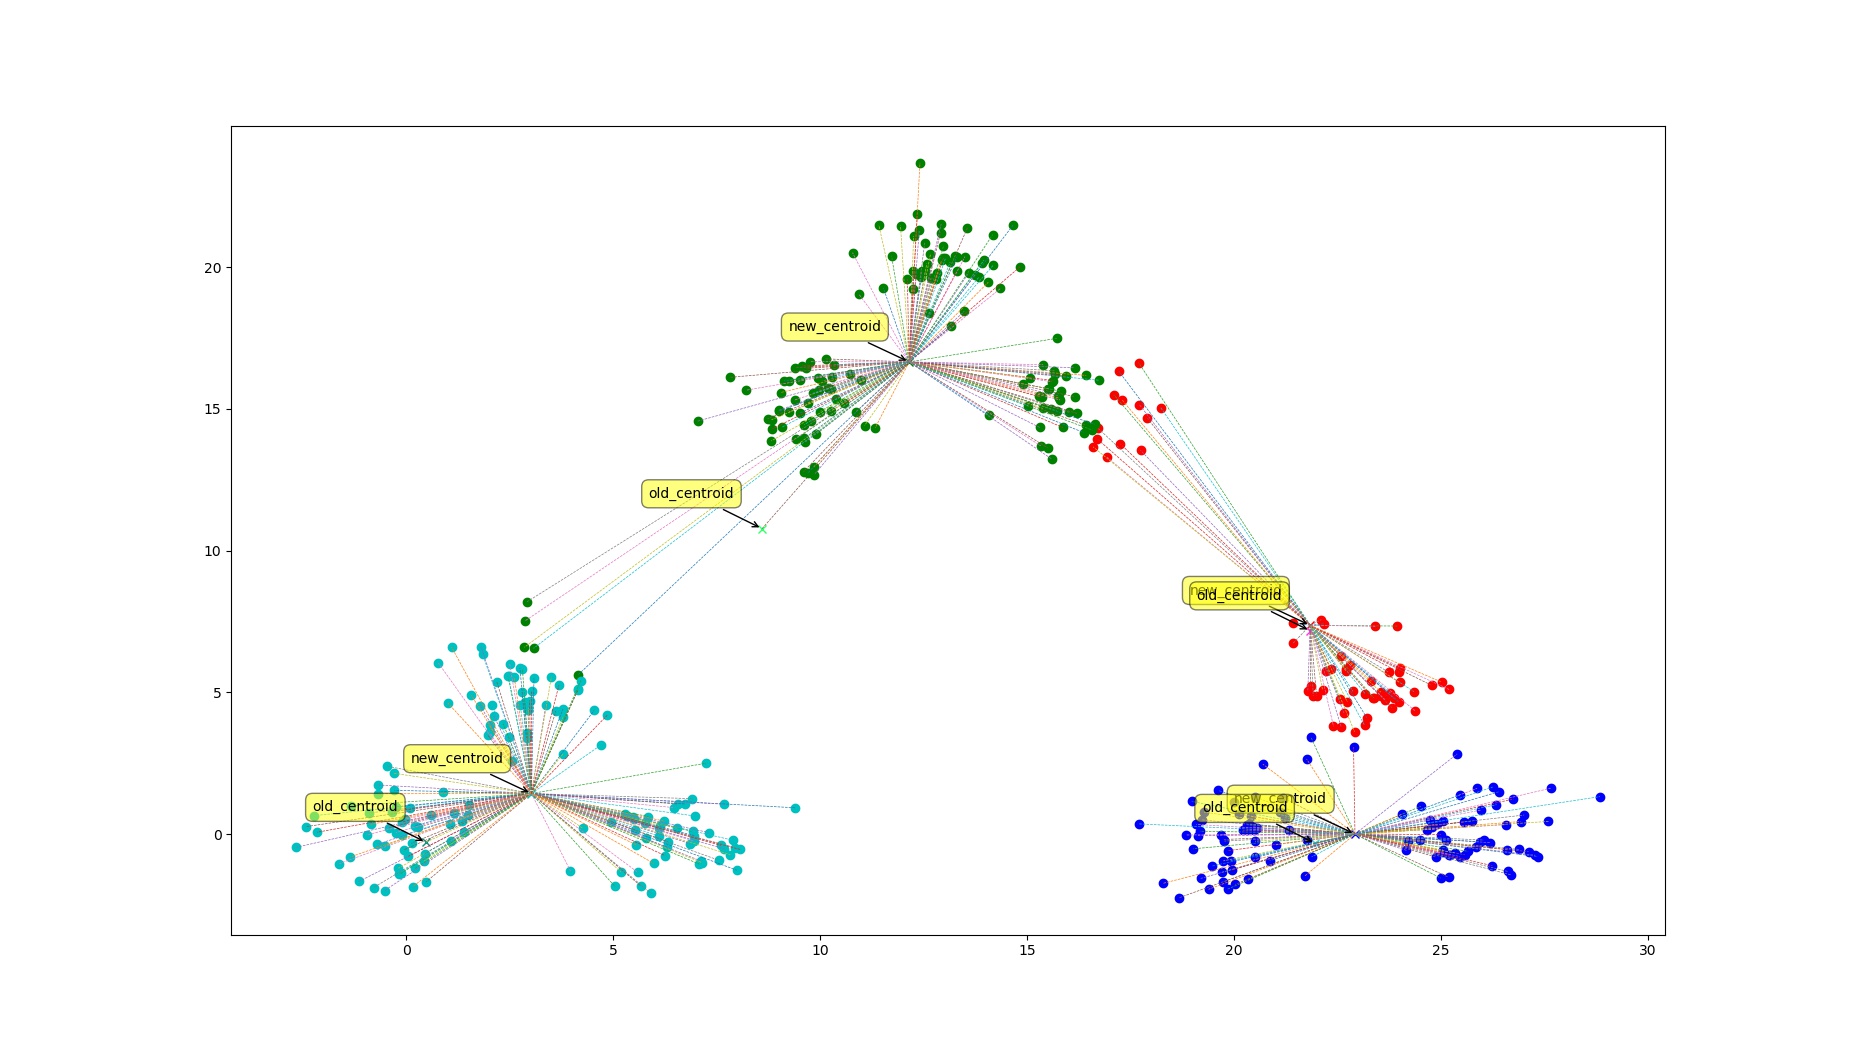 20
15
10
5
0
new_centroid
old_centroid
new_centroid
old_centroid
new_centroid
old_centroid
new_centroid
old_centroid
0 5 10 15 20 25 30